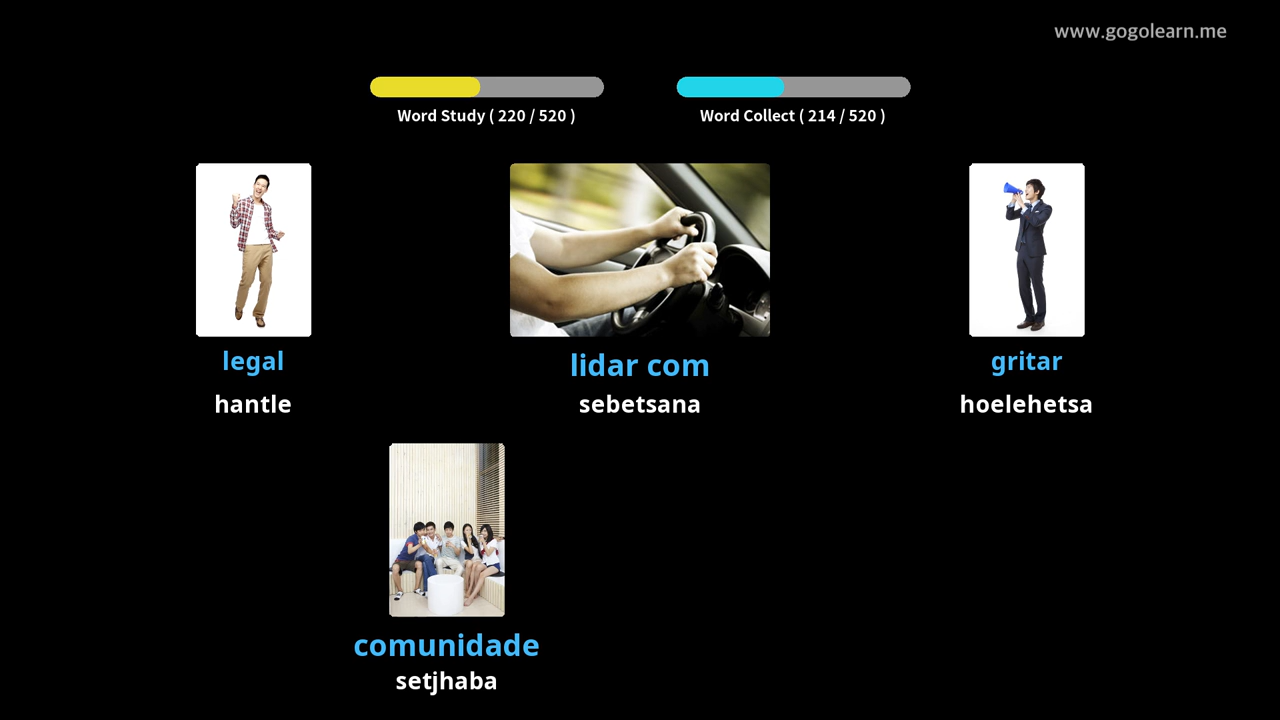 www.gogolearn.me
Word Study ( 220 / 520 )
Word Collect ( 214 / 520 )
legal
hantle
lidar com
sebetsana
gritar
hoelehetsa
comunidade
setjhaba